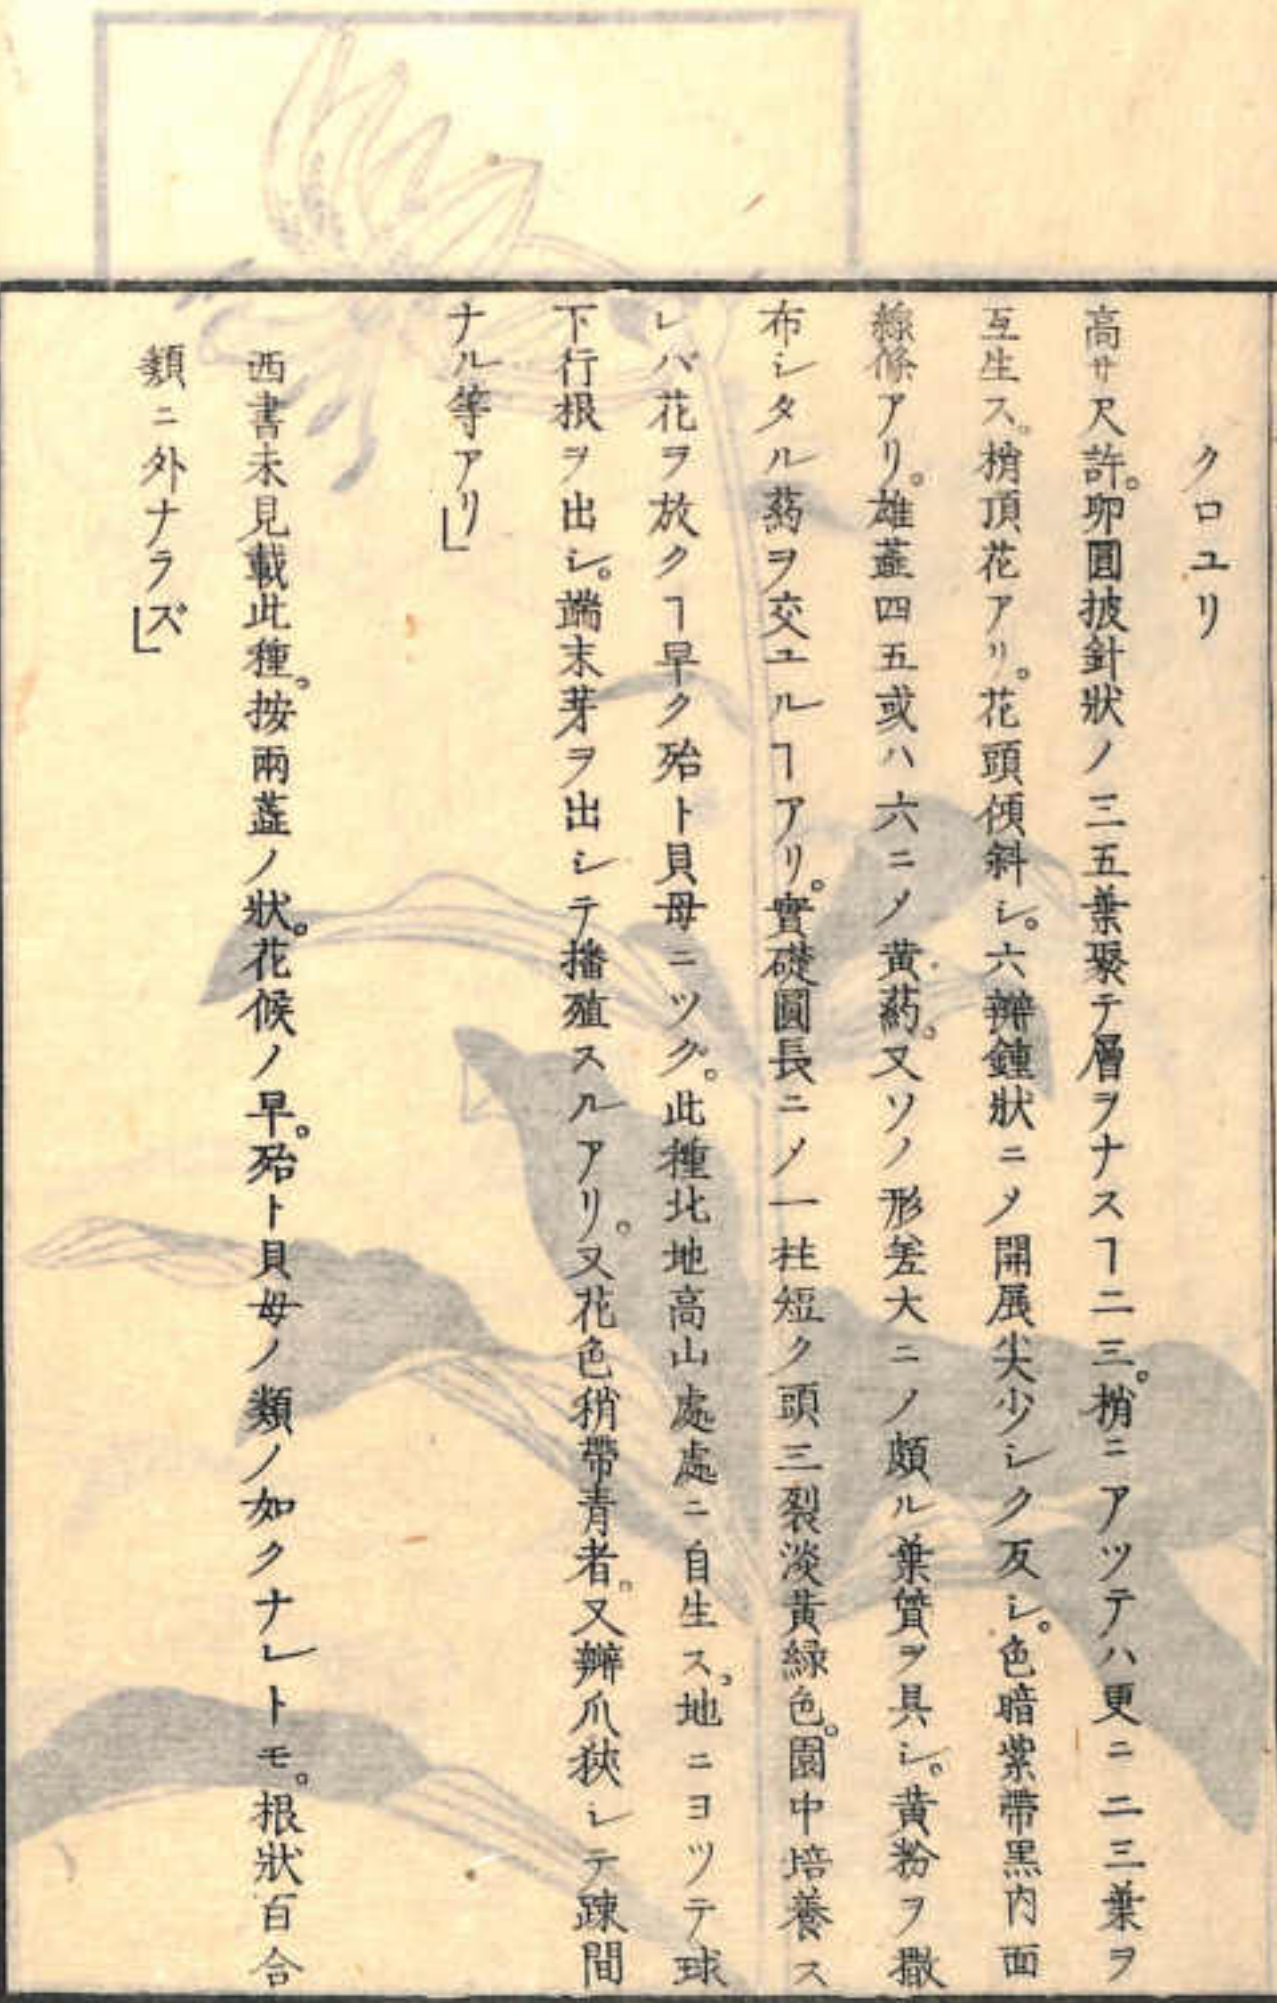 クロユリ
高サ尺許。卵圓披針狀ノ三五葉聚テ層ヲナスヿ二三。梢ニアツテハ更ニ二三葉ヲ
互生ス。梢頂花アリ。花頭傾斜シ。六瓣鍾狀ニメ開展尖少シク反シ。色暗紫帶黑内面
線條アリ。雄蕋四五或ハ六ニメ黃葯。又ソノ形差大ニノ頗ル葉質ヲ具シ。黃粉ヲ撒
布シタル葯ヲ交ユルヿアリ。實礎圓長ニノ一柱短ク頭三裂淡黃緑色。園中培養ス
レバ花ヲ放クヿ早ク殆ト貝母ニツグ。此種北地高山處處ニ自生ス。地ニヨツテ球
下行根ヲ出シ。端末芽ヲ出シテ播殖スルアリ。又花色稍帶青者。又瓣爪狹シテ踈間
ナル等アリ」
西書未見載此種。按兩蕋ノ狀。花候ノ早。殆ト貝母ノ類ノ如クナレトモ。根狀百合
類ニ外ナラズ」